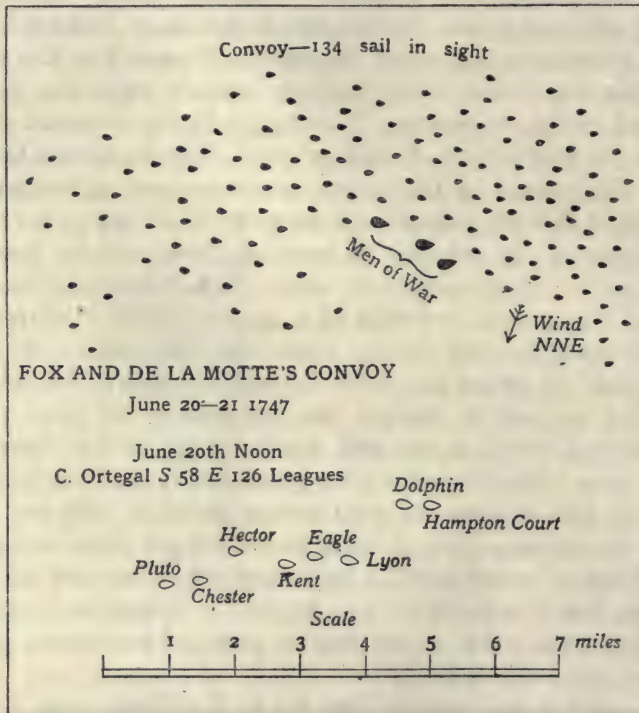 Convoy—134 sail in sight
Men of War
Wind
NNE
FOX AND DE LA MOTTE'S CONVOY
June 20—21 1747
June 20th Noon
C. Ortegal S 58 E 126 Leagues
Dolphin
Hampton Court
Hector
Eagle
Lyon
Pluto
Kent
Chester
Scale
1 2 3 4 5 6 7 miles